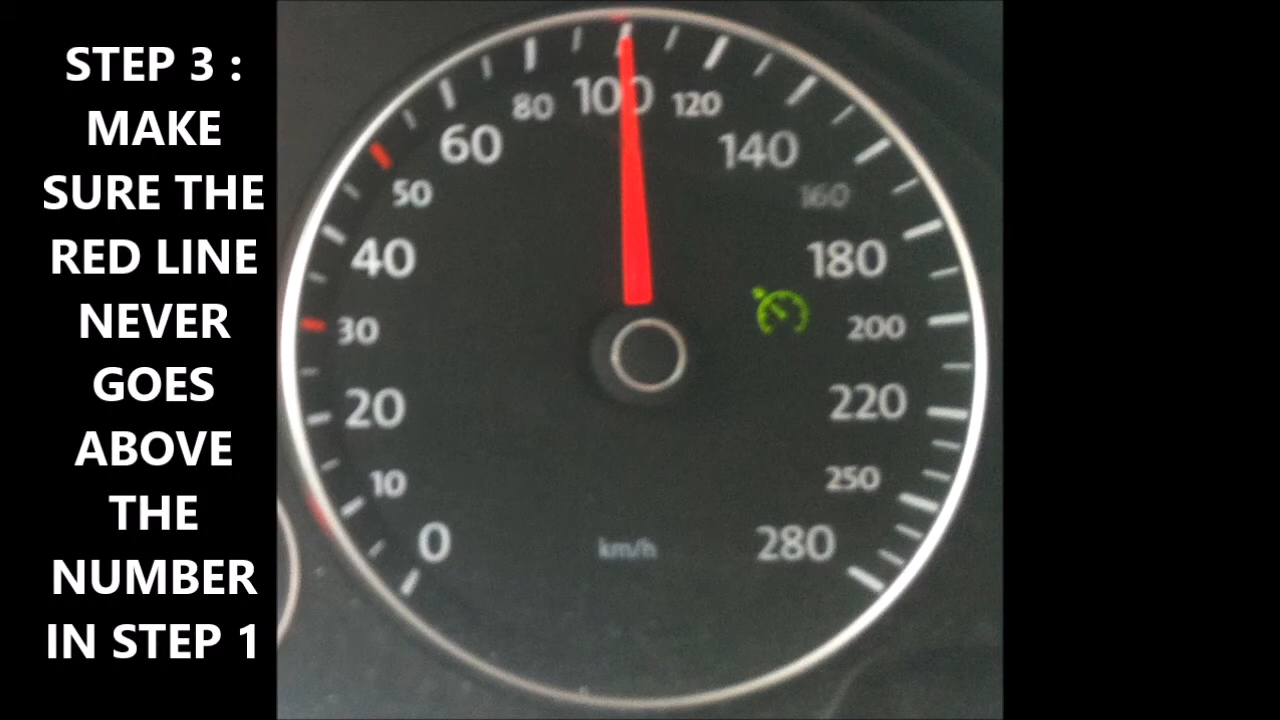 STEP 3 :
MAKE
SURE THE
RED LINE
NEVER
GOES
ABOVE
THE
NUMBER
IN STEP 1
0
10
20
30
40
50
60
80
100
120
140
160
180
200
220
250
280
km/h